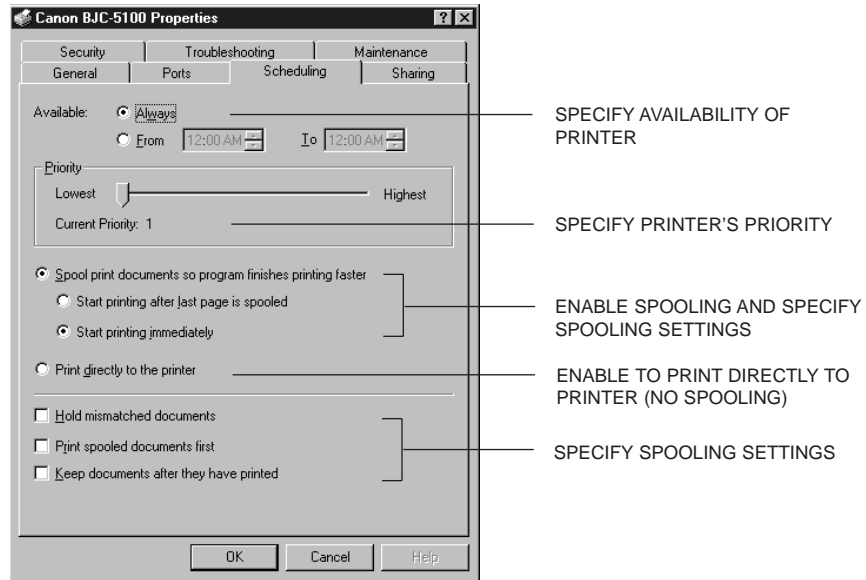 Canon BJC-5100 Properties
Security Troubleshooting Maintenance
General Ports Scheduling Sharing
Available: Always
From 12:00 AM To 12:00 AM
SPECIFY AVAILABILITY OF
PRINTER
Priority
Lowest Highest
Current Priority: 1
SPECIFY PRINTER'S PRIORITY
Spool print documents so program finishes printing faster
Start printing after last page is spooled
Start printing immediately
ENABLE SPOOLING AND SPECIFY
SPOOLING SETTINGS
Print directly to the printer
ENABLE TO PRINT DIRECTLY TO
PRINTER (NO SPOOLING)
Hold mismatched documents
Print spooled documents first
Keep documents after they have printed
SPECIFY SPOOLING SETTINGS
OK Cancel Help